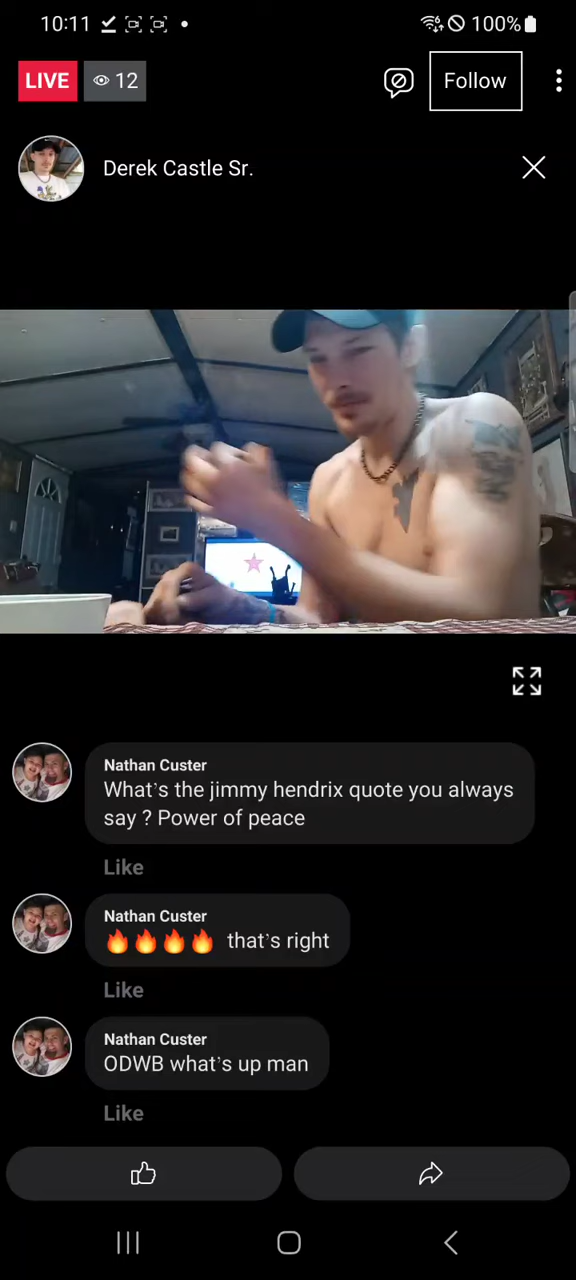 10:11
100%
LIVE
12
Follow
Derek Castle Sr.
Nathan Custer
What's the jimmy hendrix quote you always
say ? Power of peace
Like
Nathan Custer
🔥🔥🔥🔥 that's right
Like
Nathan Custer
ODWB what's up man
Like